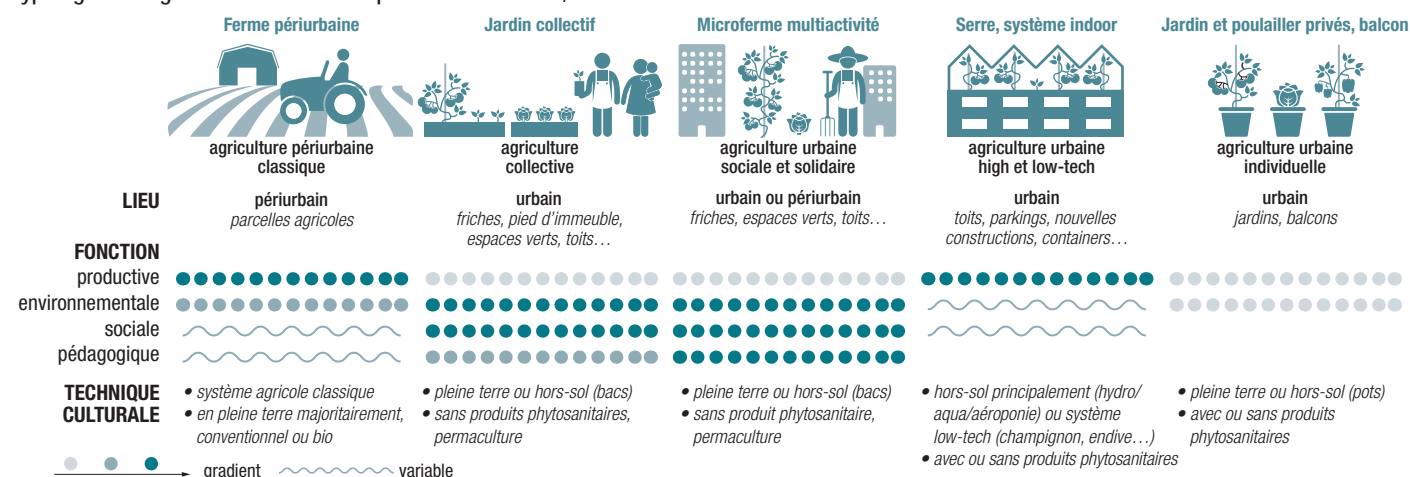 Ferme périurbaine
Jardin collectif
Microferme multiactivité
Serre, système indoor
Jardin et poulailler privés, balcon
agriculture périurbaine
classique
agriculture
collective
agriculture urbaine
sociale et solidaire
agriculture urbaine
high et low-tech
agriculture urbaine
individuelle
LIEU
périurbain
parcelles agricoles
urbain
friches, pied d'immeuble,
espaces verts, toits…
urbain ou périurbain
friches, espaces verts, toits…
urbain
toits, parkings, nouvelles
constructions, containers…
urbain
jardins, balcons
FONCTION
productive
environnementale
sociale
pédagogique
TECHNIQUE
CULTURALE
• système agricole classique
• en pleine terre majoritairement,
conventionnel ou bio
• pleine terre ou hors-sol (bacs)
• sans produits phytosanitaires,
permaculture
• pleine terre ou hors-sol (bacs)
• sans produit phytosanitaire,
permaculture
• hors-sol principalement (hydro/
aqua/aéroponie) ou système
low-tech (champignon, endive…)
• avec ou sans produits phytosanitaires
• pleine terre ou hors-sol (pots)
• avec ou sans produits
phytosanitaires
gradient
variable